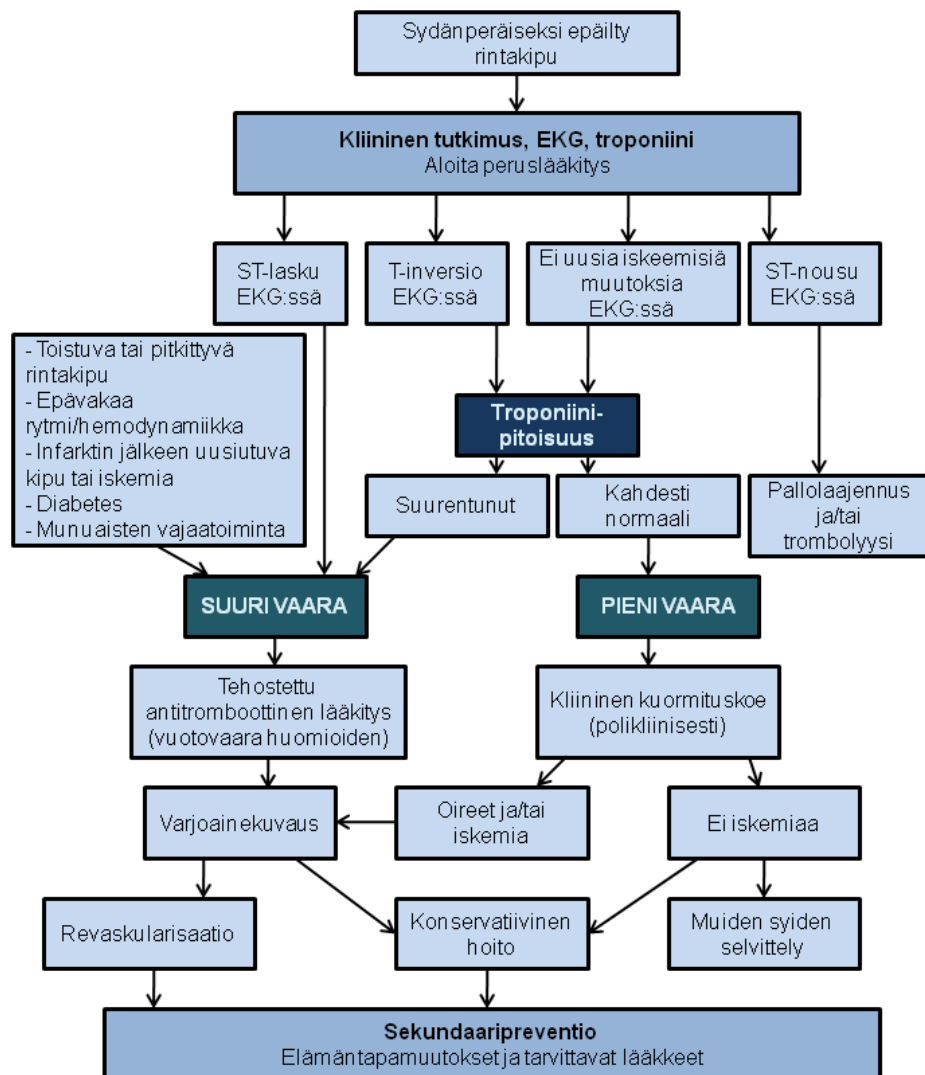 Sydänperäiseksi epäilty
rintakipu
Kliininen tutkimus, EKG, troponiini
Aloita peruslääkitys
ST-lasku
EKG:ssä
T-inversio
EKG:ssä
Ei uusia iskeemisiä
muutoksia
EKG:ssä
ST-nousu
EKG:ssä
- Toistuva tai pitkittyvä
rintakipu
- Epävakaa
rytmi/hemodynamiikka
- Infarktin jälkeen uusiutuva
kipu tai iskemia
- Diabetes
- Munuaisten vajaatoiminta
Troponiini-
pitoisuus
Suurentunut
Kahdesti
normaali
Pallolaajennus
ja/tai
trombolyysi
SUURI VAARA
PIENI VAARA
Tehostettu
antitromboottinen lääkitys
(vuotovaara huomioiden)
Kliininen kuormituskoe
(polikliinisesti)
Varjoainekuvaus
Oireet ja/tai
iskemia
Ei iskemiaa
Revaskularisaatio
Konservatiivinen
hoito
Muiden syiden
selvittely
Sekundaaripreventio
Elämäntapamuutokset ja tarvittavat lääkkeet